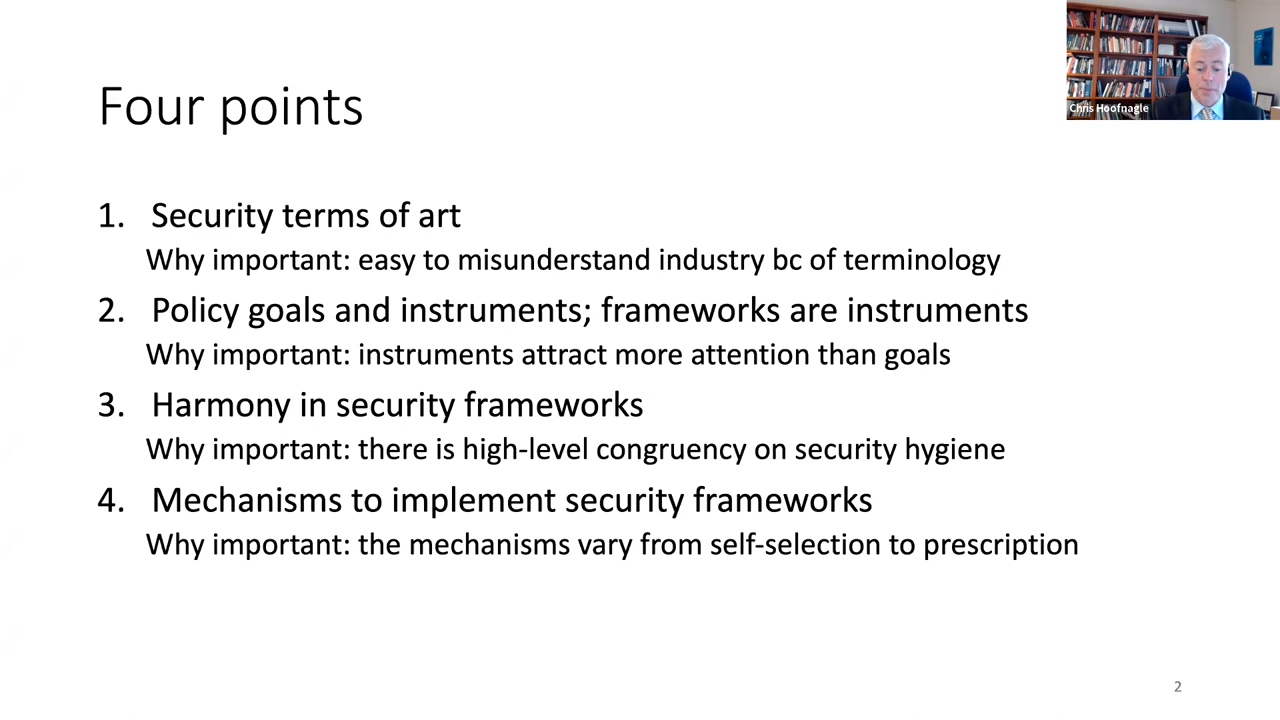 Four points
Chris Hoofnagle
1. Security terms of art
Why important: easy to misunderstand industry bc of terminology
2. Policy goals and instruments; frameworks are instruments
Why important: instruments attract more attention than goals
3. Harmony in security frameworks
Why important: there is high-level congruency on security hygiene
4. Mechanisms to implement security frameworks
Why important: the mechanisms vary from self-selection to prescription
2